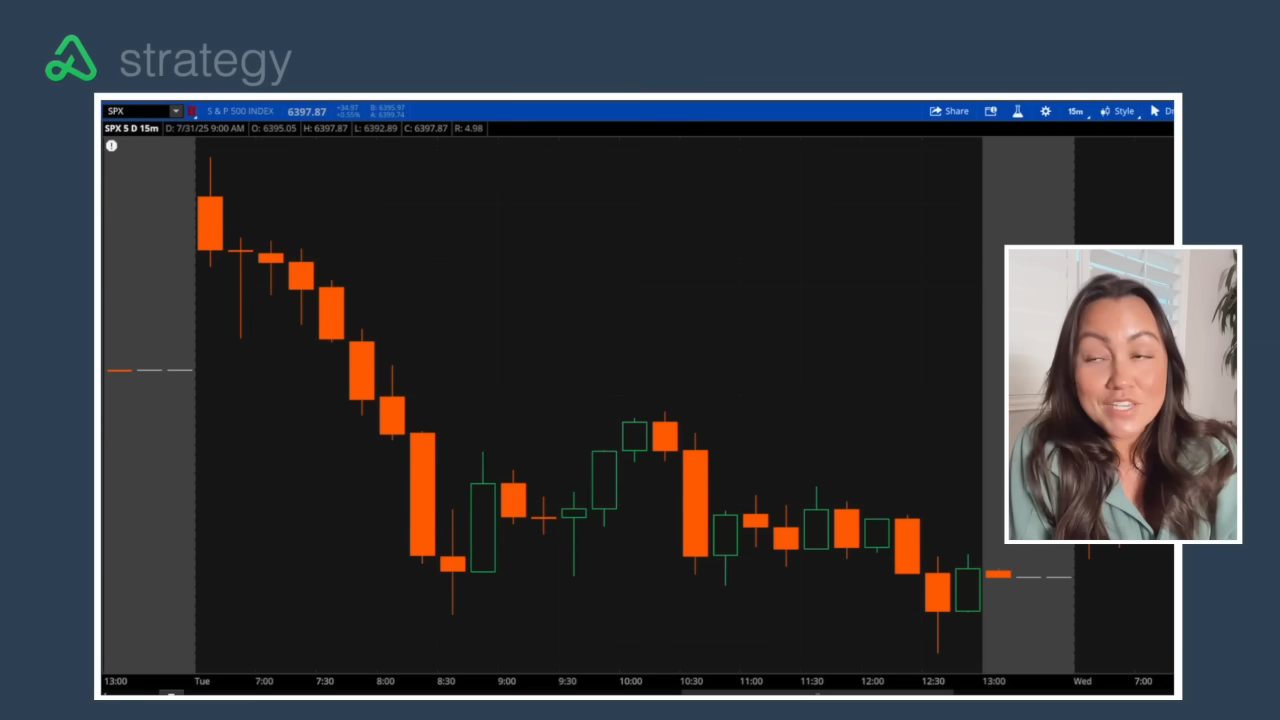 strategy
SPX S & P 500 INDEX 6397.87 +34.97 +0.55% B: 6395.97 A: 6399.74 Share 15m Style Dr
SPX 5 D 15m D: 7/31/25 9:00 AM O: 6395.05 H: 6397.87 L: 6392.89 C: 6397.87 R: 4.98
13:00 Tue 7:00 7:30 8:00 8:30 9:00 9:30 10:00 10:30 11:00 11:30 12:00 12:30 13:00 Wed 7:00